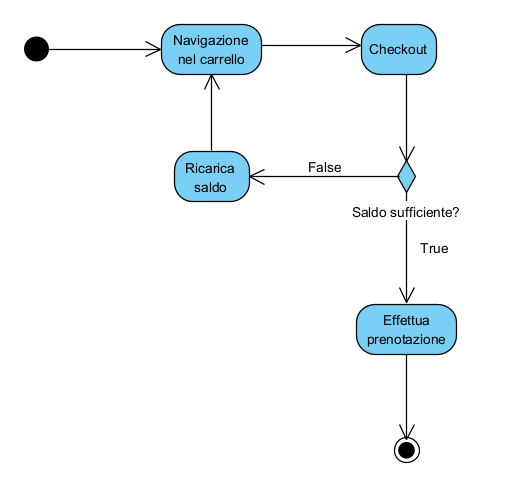 Navigazione
nel carrello
Checkout
Ricarica
saldo
False
Saldo sufficiente?
True
Effettua
prenotazione